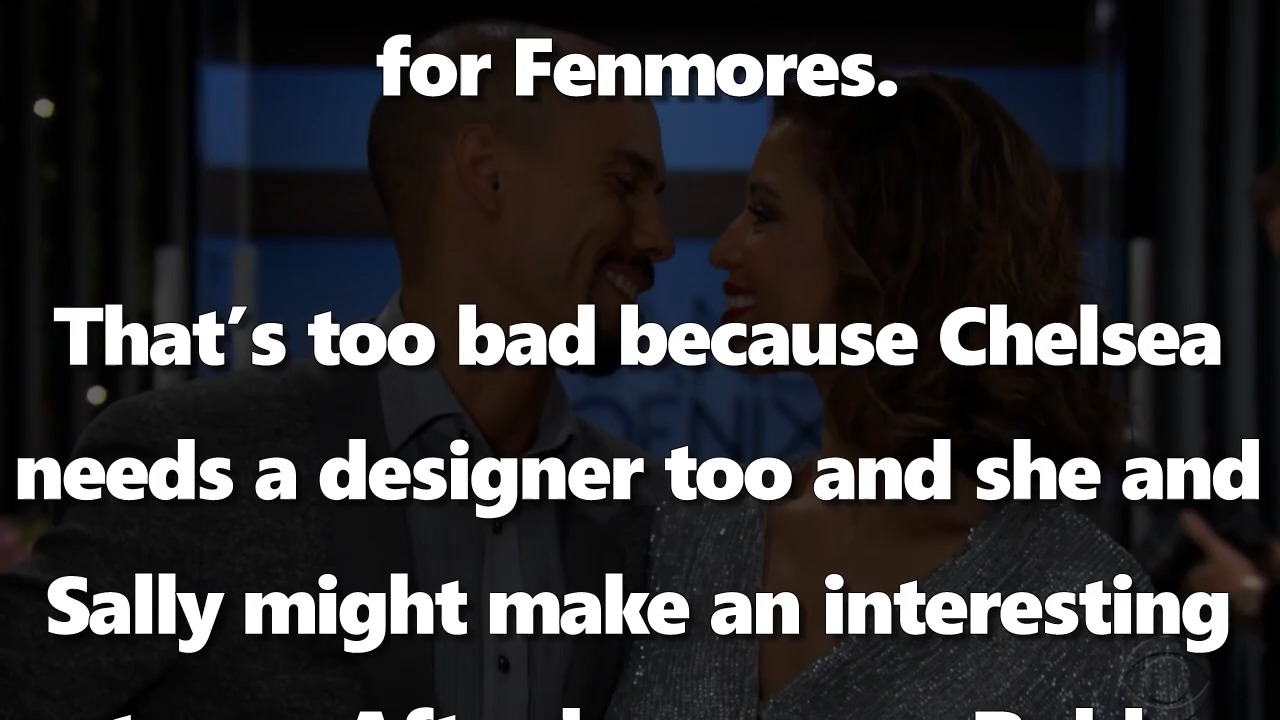 for Fenmores.
That's too bad because Chelsea
needs a designer too and she and
Sally might make an interesting